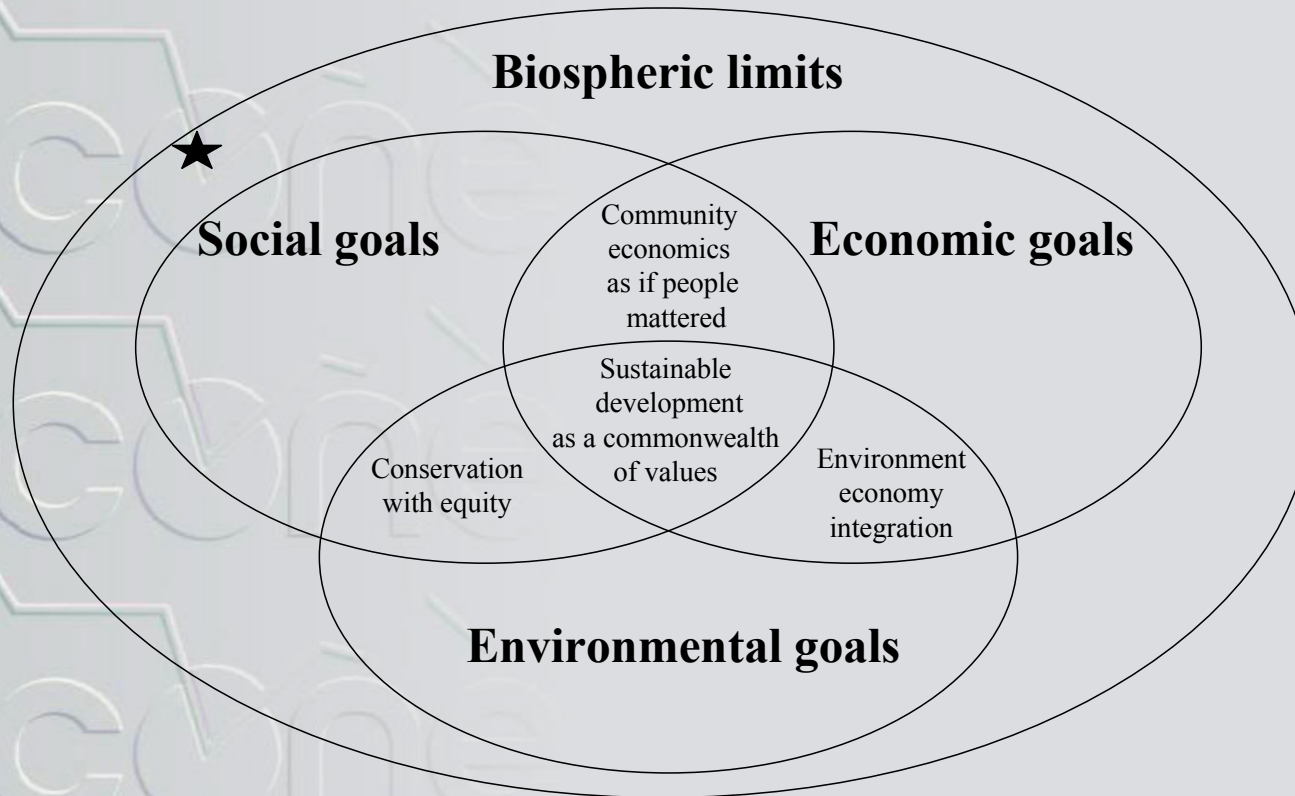 Biospheric limits
Social goals
Community
economics
as if people
mattered
Economic goals
Sustainable
development
as a commonwealth
of values
Conservation
with equity
Environment
economy
integration
Environmental goals